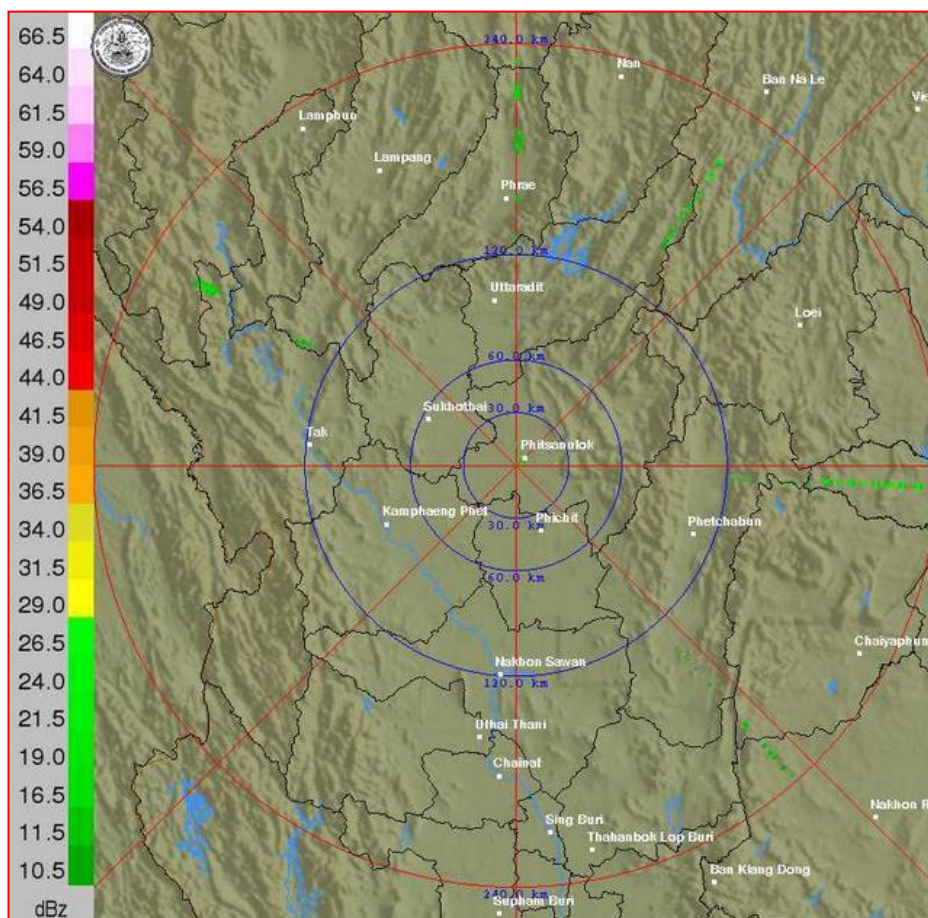 66.5
64.0
61.5
59.0
56.5
54.0
51.5
49.0
46.5
44.0
41.5
39.0
36.5
34.0
31.5
29.0
26.5
24.0
21.5
19.0
16.5
11.5
10.5
dBz
240.0 km
Nan
Ban Na Le
Vie
Lamphun
Lampang
Phrae
120.0 km
Uttaradit
Loei
60.0 km
30.0 km
Sukhothai
Phitsanulok
Tak
Kamphaeng Phet
30.0 km
Phichit
Phetchabun
60.0 km
Chaiyaphum
Nakhon Sawan
120.0 km
Uthai Thani
Chainat
Nakhon R
Sing Buri
Thahanbok Lop Buri
Ban Klang Dong
240.0 km
Supham Buri